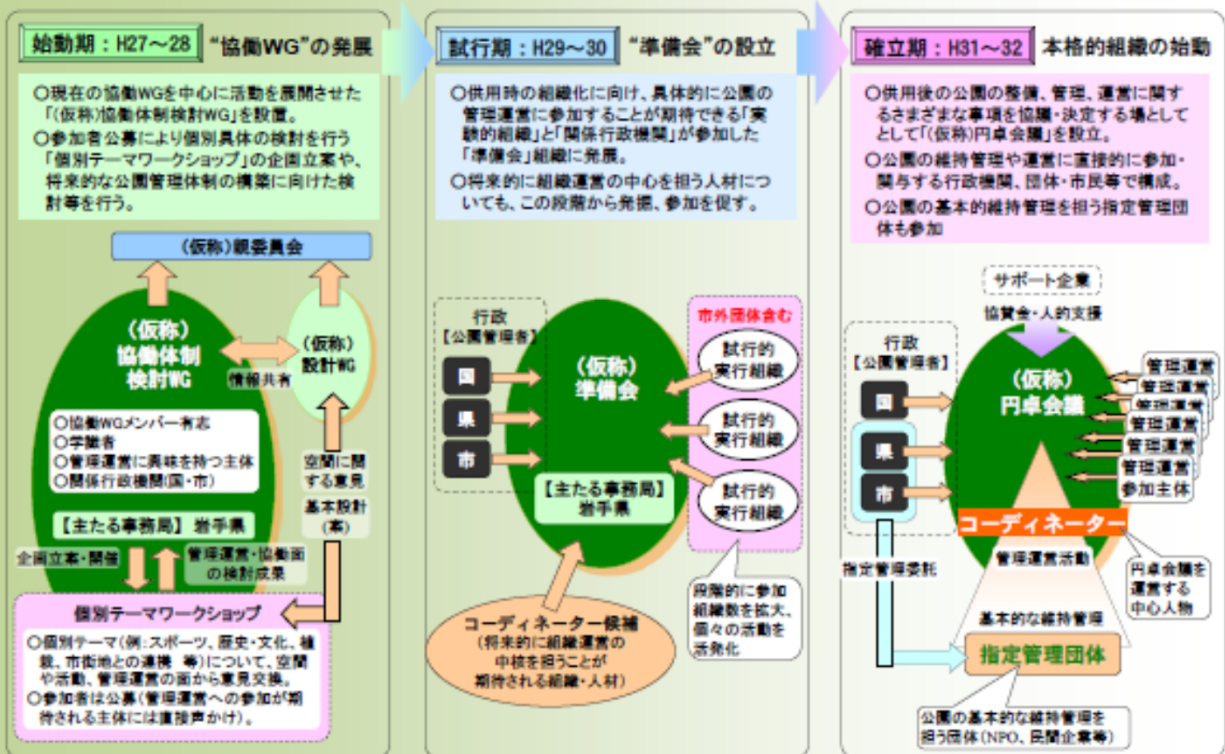 始動期：H27～28 “協働WG”の発展
○現在の協働WGを中心に活動を展開させた
「(仮称)協働体制検討WG」を設置。
○参加者公募により個別具体の検討を行う
「個別テーマワークショップ」の企画立案や、
将来的な公園管理体制の構築に向けた検
討等を行う。
(仮称)親委員会
(仮称)
協働体制
検討WG
(仮称)
設計WG
情報共有
○協働WGメンバー有志
○学識者
○管理運営に興味を持つ主体
○関係行政機関(国・市)
【主たる事務局】 岩手県
空間に関
する意見
基本設計
(案)
企画立案・開催
管理運営・協働面
の検討成果
個別テーマワークショップ
○個別テーマ(例:スポーツ、歴史・文化、植
栽、市街地との連携 等)について、空間
や活動、管理運営の面から意見交換。
○参加者は公募(管理運営への参加が期
待される主体には直接声かけ)。
試行期：H29～30 “準備会”の設立
○供用時の組織化に向け、具体的に公園の
管理運営に参加することが期待できる「実
験的組織」と「関係行政機関」が参加した
「準備会」組織に発展。
○将来的に組織運営の中心を担う人材につ
いても、この段階から発掘、参加を促す。
行政
【公園管理者】
国
県
市
(仮称)
準備会
【主たる事務局】
岩手県
市外団体含む
試行的
実行組織
試行的
実行組織
試行的
実行組織
段階的に参加
組織数を拡大、
個々の活動を
活発化
コーディネーター候補
(将来的に組織運営の
中核を担うことが
期待される組織・人材)
確立期：H31～32 本格的組織の始動
○供用後の公園の整備、管理、運営に関す
るさまざまな事項を協議・決定する場として
として「(仮称)円卓会議」を設立。
○公園の維持管理や運営に直接的に参加・
関与する行政機関、団体・市民等で構成。
○公園の基本的維持管理を担う指定管理団
体も参加
サポート企業
協賛金・人的支援
行政
【公園管理者】
国
県
市
(仮称)
円卓会議
管理運営
管理運営
管理運営
管理運営
管理運営
管理運営
参加主体
コーディネーター
管理運営活動
円卓会議を
運営する
中心人物
指定管理委託
基本的な維持管理
指定管理団体
公園の基本的な維持管理を
担う団体(NPO、民間企業等)